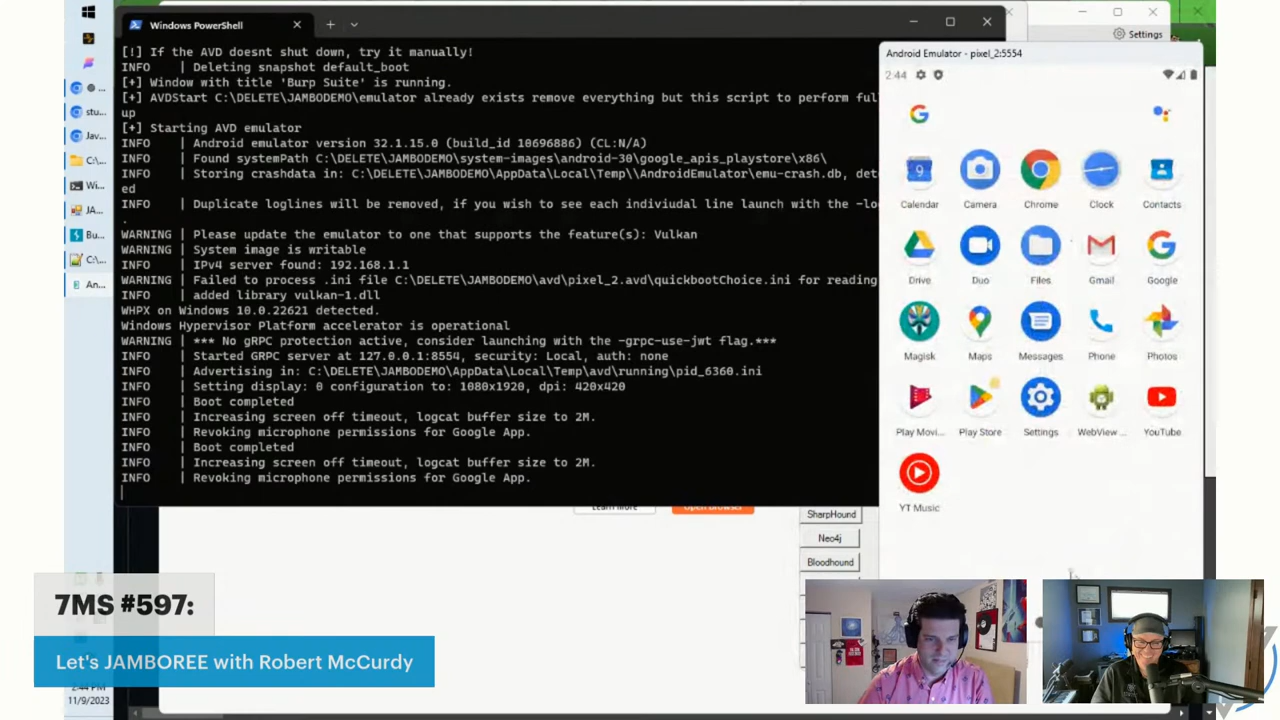 Windows PowerShell
Settings
[!] If the AVD doesnt shut down, try it manually!
INFO | Deleting snapshot default_boot
[+] Window with title 'Burp Suite' is running.
[+] AVDStart C:\DELETE\JAMBODEMO\emulator already exists remove everything but this script to perform ful
up
[+] Starting AVD emulator
INFO | Android emulator version 32.1.15.0 (build_id 10696886) (CL:N/A)
INFO | Found systemPath C:\DELETE\JAMBODEMO\system-images\android-30\google_apis_playstore\x86\
INFO | Storing crashdata in: C:\DELETE\JAMBODEMO\AppData\Local\Temp\\AndroidEmulator\emu-crash.db, det
ed
INFO | Duplicate loglines will be removed, if you wish to see each indiviudal line launch with the -lo
.
WARNING | Please update the emulator to one that supports the feature(s): Vulkan
WARNING | System image is writable
INFO | IPv4 server found: 192.168.1.1
WARNING | Failed to process .ini file C:\DELETE\JAMBODEMO\avd\pixel_2.avd\quickbootChoice.ini for reading
INFO | added library vulkan-1.dll
WHPX on Windows 10.0.22621 detected.
Windows Hypervisor Platform accelerator is operational
WARNING | *** No gRPC protection active, consider launching with the -grpc-use-jwt flag.***
INFO | Started GRPC server at 127.0.0.1:8554, security: Local, auth: none
INFO | Advertising in: C:\DELETE\JAMBODEMO\AppData\Local\Temp\avd\running\pid_6360.ini
INFO | Setting display: 0 configuration to: 1080x1920, dpi: 420x420
INFO | Boot completed
INFO | Increasing screen off timeout, logcat buffer size to 2M.
INFO | Revoking microphone permissions for Google App.
INFO | Boot completed
INFO | Increasing screen off timeout, logcat buffer size to 2M.
INFO | Revoking microphone permissions for Google App.
Android Emulator - pixel_2:5554
2:44
9
Calendar Camera Chrome Clock Contacts
Drive Duo Files Gmail Google
Magisk Maps Messages Phone Photos
Play Movi... Play Store Settings WebView ... YouTube
YT Music
stu...
Jav...
C:\...
Wi...
JA...
Bu...
C:\...
An...
Learn more
Open browser
SharpHound
Neo4j
Bloodhound
7MS #597:
Let's JAMBOREE with Robert McCurdy
2:44 PM
11/9/2023